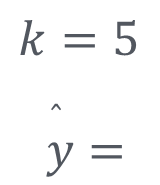 k = 5
ŷ =